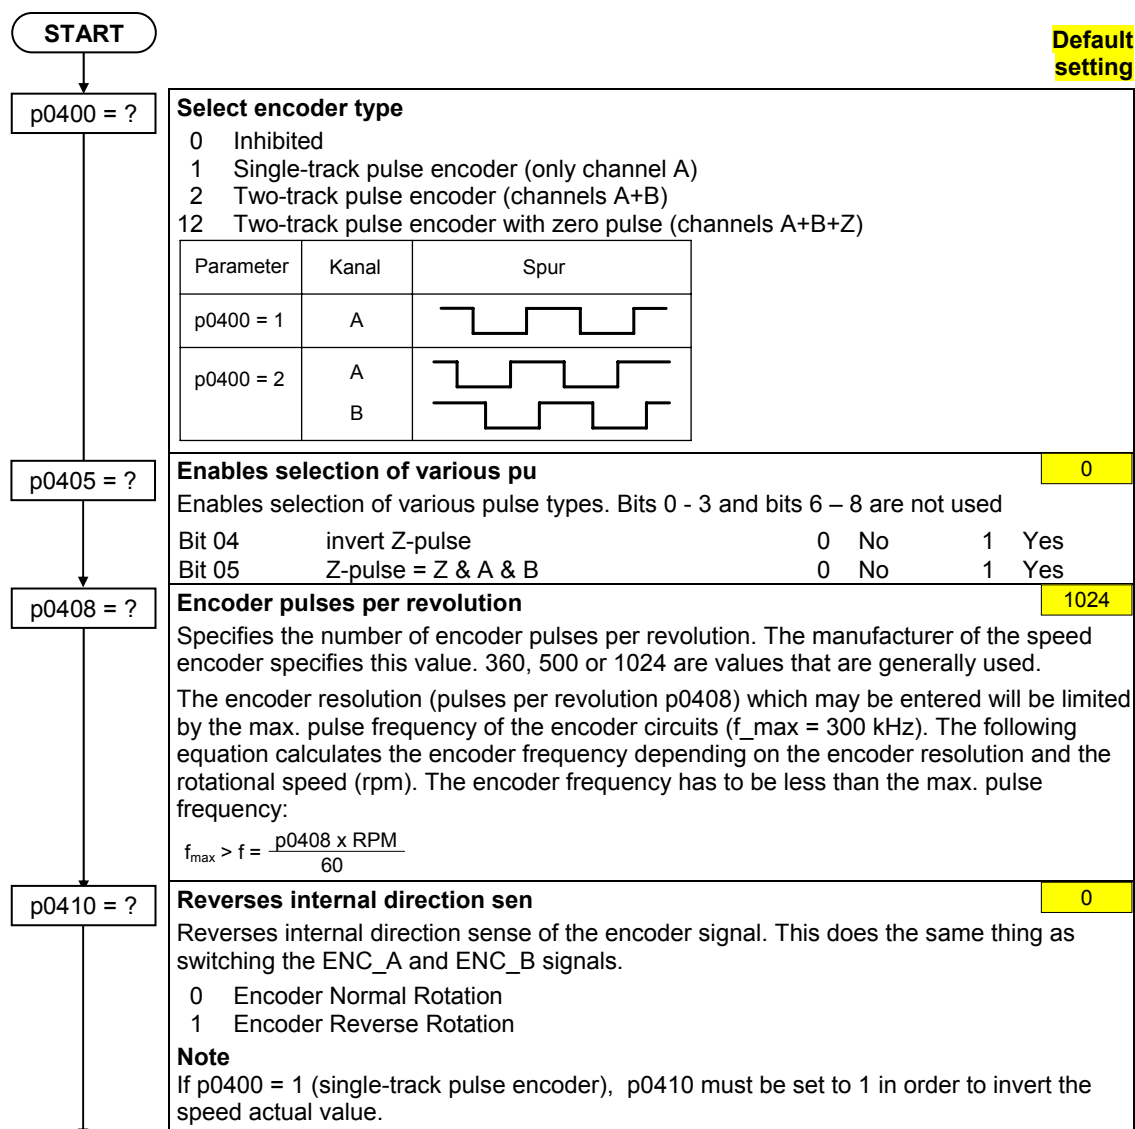 START
Default
setting
p0400 = ?
Select encoder type
0 Inhibited
1 Single-track pulse encoder (only channel A)
2 Two-track pulse encoder (channels A+B)
12 Two-track pulse encoder with zero pulse (channels A+B+Z)
Parameter Kanal Spur
p0400 = 1 A
p0400 = 2 A
B
p0405 = ?
Enables selection of various pu 0
Enables selection of various pulse types. Bits 0 - 3 and bits 6 – 8 are not used
Bit 04 invert Z-pulse 0 No 1 Yes
Bit 05 Z-pulse = Z & A & B 0 No 1 Yes
p0408 = ?
Encoder pulses per revolution 1024
Specifies the number of encoder pulses per revolution. The manufacturer of the speed
encoder specifies this value. 360, 500 or 1024 are values that are generally used.
The encoder resolution (pulses per revolution p0408) which may be entered will be limited
by the max. pulse frequency of the encoder circuits (f_max = 300 kHz). The following
equation calculates the encoder frequency depending on the encoder resolution and the
rotational speed (rpm). The encoder frequency has to be less than the max. pulse
frequency:
fmax > f = p0408 x RPM
60
p0410 = ?
Reverses internal direction sen 0
Reverses internal direction sense of the encoder signal. This does the same thing as
switching the ENC_A and ENC_B signals.
0 Encoder Normal Rotation
1 Encoder Reverse Rotation
Note
If p0400 = 1 (single-track pulse encoder), p0410 must be set to 1 in order to invert the
speed actual value.